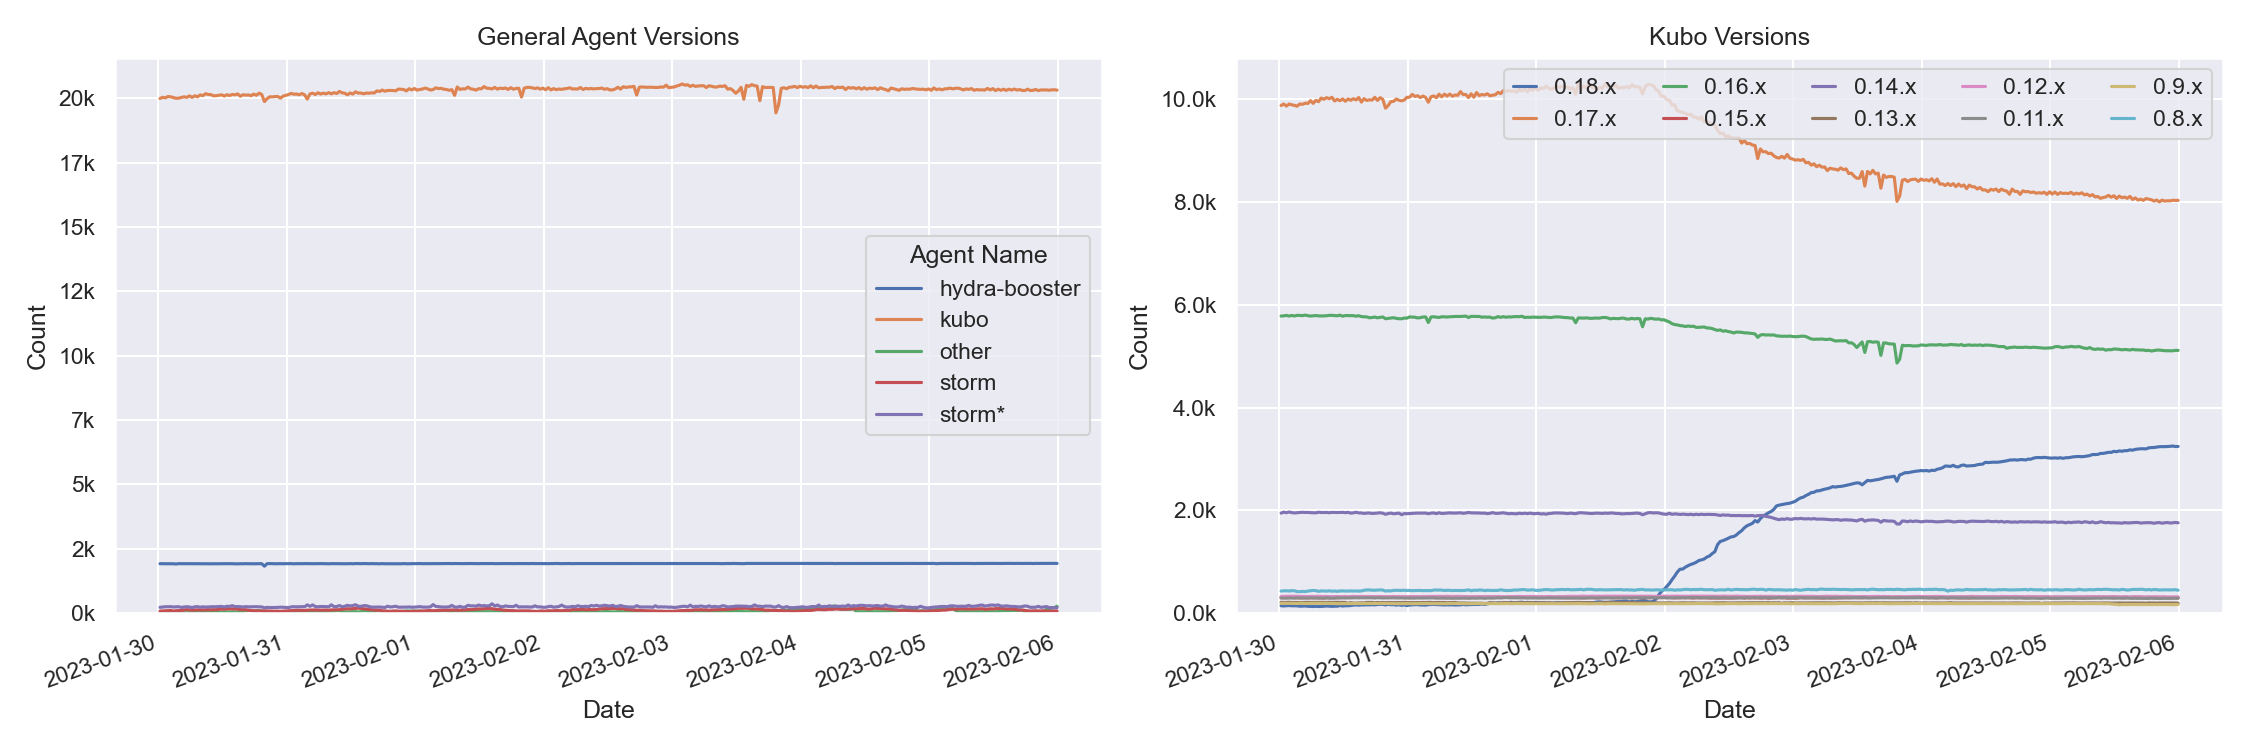 General Agent Versions
20k
17k
15k
12k
10k
7k
5k
2k
0k
Count
Agent Name
hydra-booster
kubo
other
storm
storm*
2023-01-30
2023-01-31
2023-02-01
2023-02-02
2023-02-03
2023-02-04
2023-02-05
2023-02-06
Date
Kubo Versions
10.0k
8.0k
6.0k
4.0k
2.0k
0.0k
Count
0.18.x 0.16.x 0.14.x 0.12.x 0.9.x
0.17.x 0.15.x 0.13.x 0.11.x 0.8.x
2023-01-30
2023-01-31
2023-02-01
2023-02-02
2023-02-03
2023-02-04
2023-02-05
2023-02-06
Date